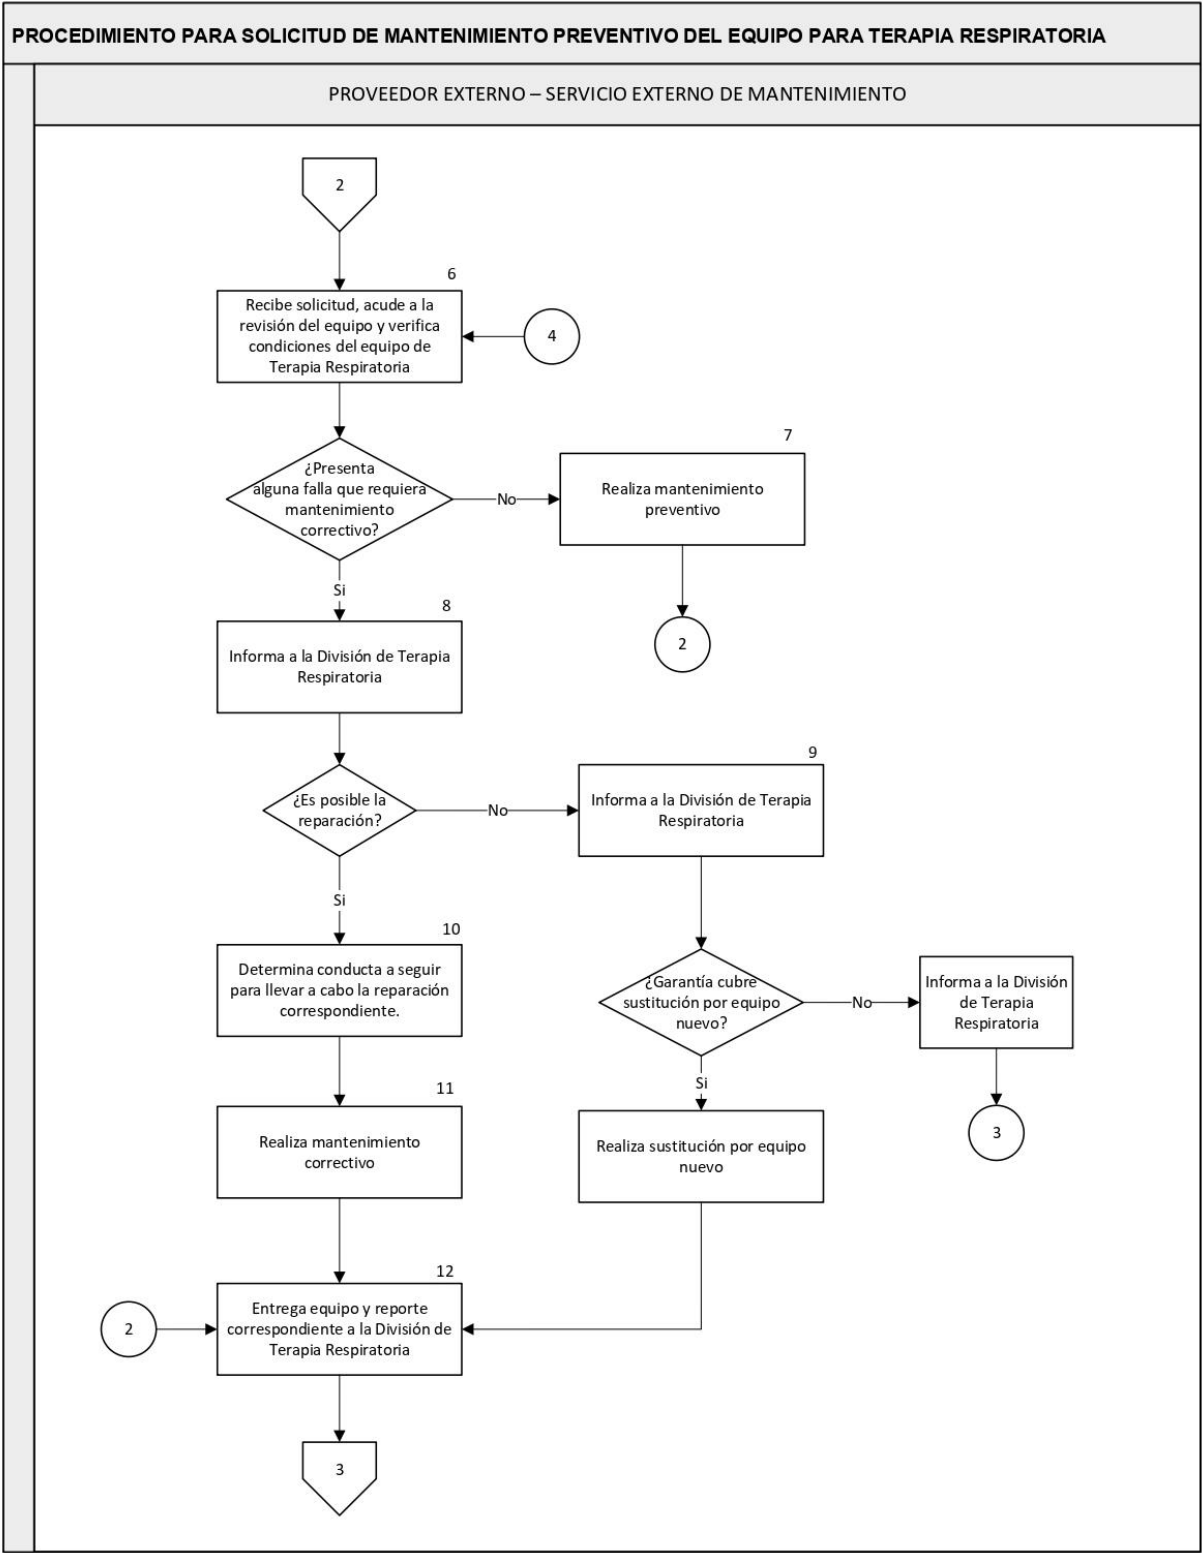 PROCEDIMIENTO PARA SOLICITUD DE MANTENIMIENTO PREVENTIVO DEL EQUIPO PARA TERAPIA RESPIRATORIA
PROVEEDOR EXTERNO – SERVICIO EXTERNO DE MANTENIMIENTO
2
6
Recibe solicitud, acude a la
revisión del equipo y verifica
condiciones del equipo de
Terapia Respiratoria
4
¿Presenta
alguna falla que requiera
mantenimiento
correctivo?
No
7
Realiza mantenimiento
preventivo
2
Si
8
Informa a la División de Terapia
Respiratoria
¿Es posible la
reparación?
No
9
Informa a la División de Terapia
Respiratoria
Si
10
Determina conducta a seguir
para llevar a cabo la reparación
correspondiente.
¿Garantía cubre
sustitución por equipo
nuevo?
No
Informa a la División
de Terapia
Respiratoria
3
Si
11
Realiza mantenimiento
correctivo
Realiza sustitución por equipo
nuevo
12
2
Entrega equipo y reporte
correspondiente a la División de
Terapia Respiratoria
3